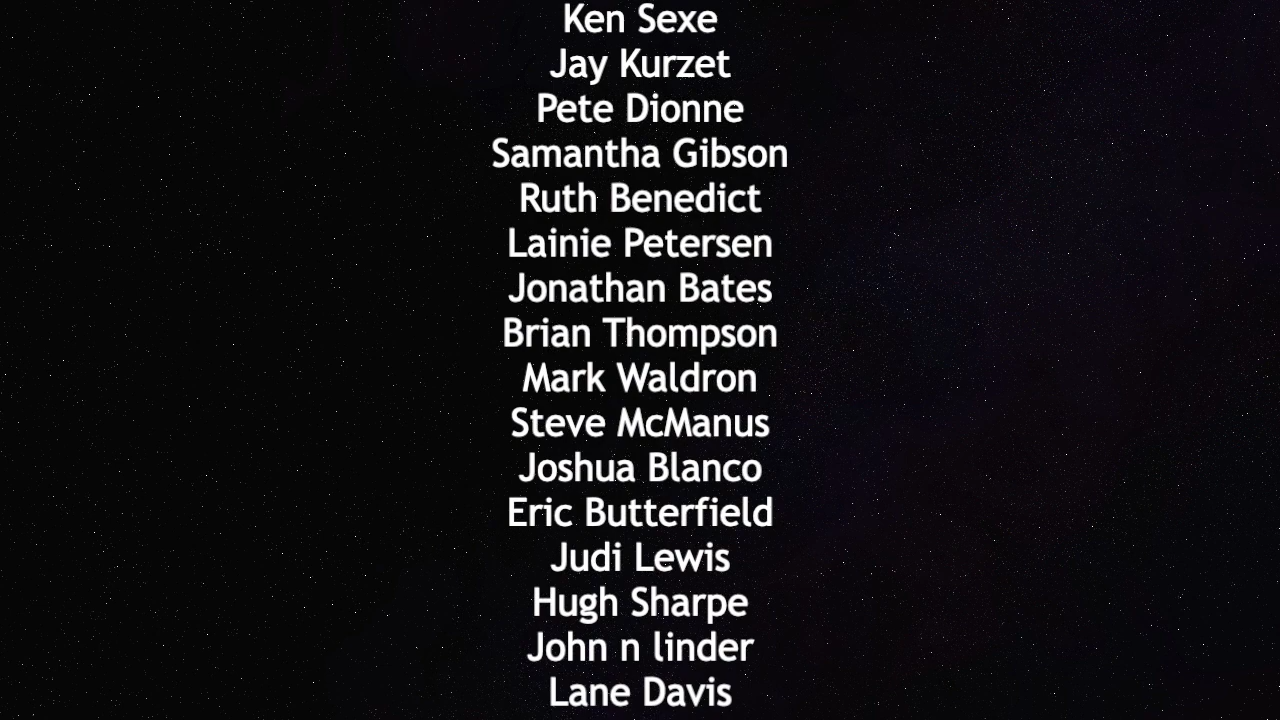 Ken Sexe
Jay Kurzet
Pete Dionne
Samantha Gibson
Ruth Benedict
Lainie Petersen
Jonathan Bates
Brian Thompson
Mark Waldron
Steve McManus
Joshua Blanco
Eric Butterfield
Judi Lewis
Hugh Sharpe
John n linder
Lane Davis